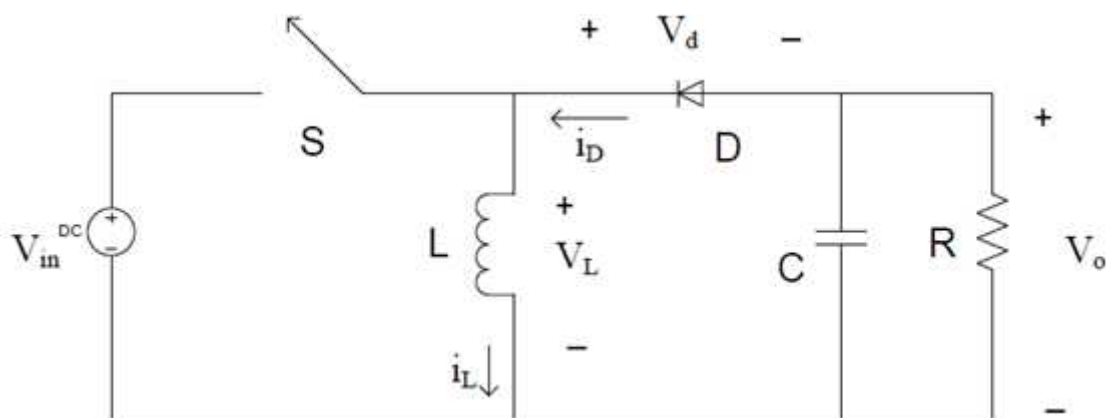 + V_d −
S
i_D
D
+
DC
+
−
V_in
L
+
V_L
−
i_L
C
R
V_o
−